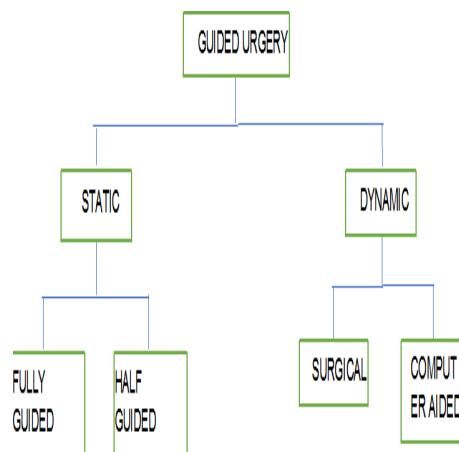 GUIDED URGERY
STATIC
DYNAMIC
FULLY
GUIDED
HALF
GUIDED
SURGICAL
COMPUT
ER AIDED